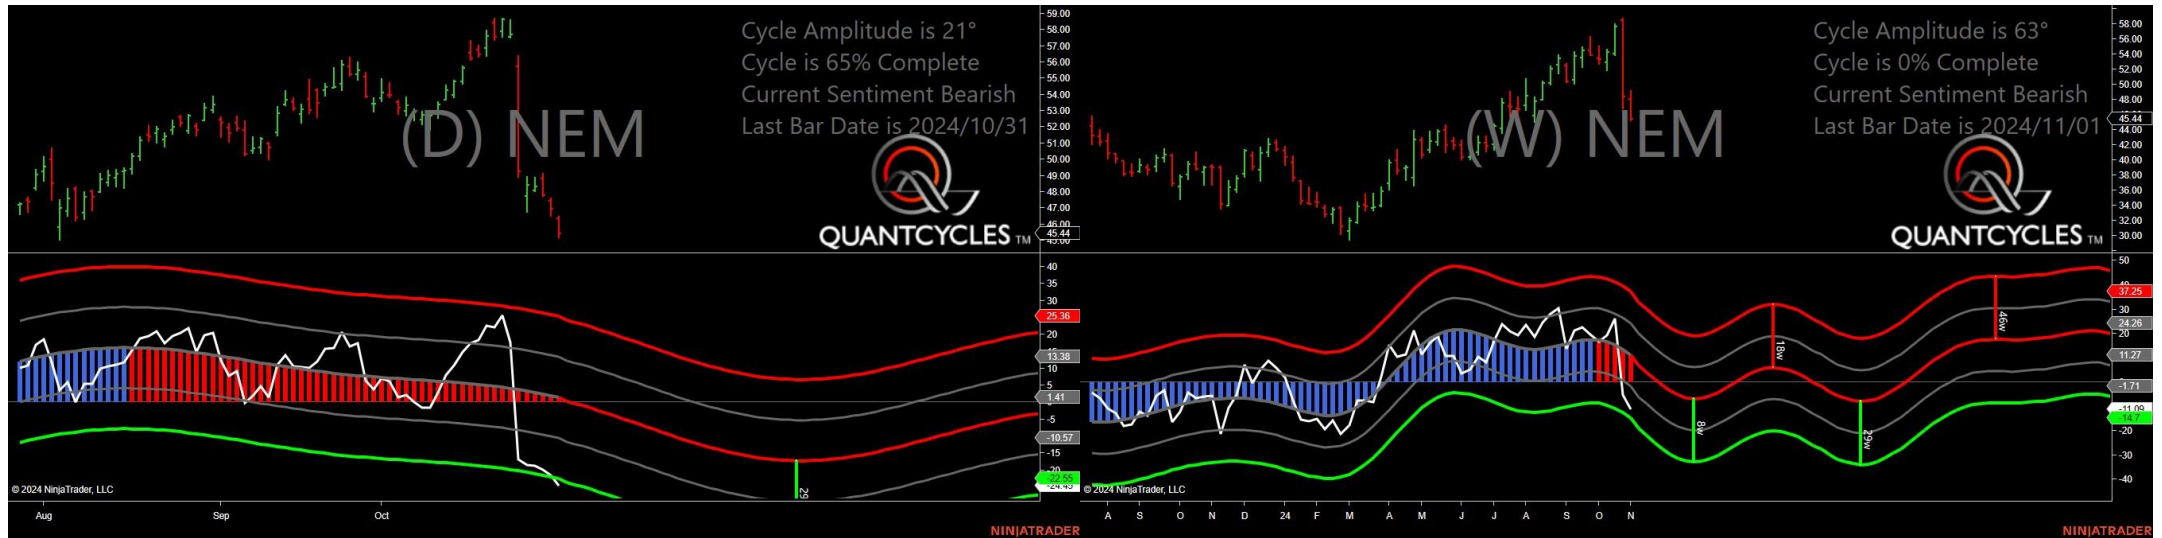 Cycle Amplitude is 21°
Cycle is 65% Complete
Current Sentiment Bearish
Last Bar Date is 2024/10/31
(D) NEM
QUANTCYCLES TM
59.00
58.00
56.00
55.00
54.00
53.00
52.00
51.00
50.00
49.00
48.00
47.00
46.00
45.44
45.00
40
35
30
25.36
20
13.38
10
5
1.41
-5
-10.57
-15
-20
-22.55
-24.45
29
© 2024 NinjaTrader, LLC
Aug Sep Oct
NINJATRADER
Cycle Amplitude is 63°
Cycle is 0% Complete
Current Sentiment Bearish
Last Bar Date is 2024/11/01
(W) NEM
QUANTCYCLES TM
58.00
56.00
54.00
52.00
50.00
48.00
45.44
44.00
42.00
40.00
38.00
36.00
34.00
32.00
30.00
50
37.25
30
24.26
11.27
-1.71
-11.09
-14.7
-20
-30
-40
8w
18w
29w
46w
© 2024 NinjaTrader, LLC
A S O N D 24 F M A M J J A S O N
NINJATRADER